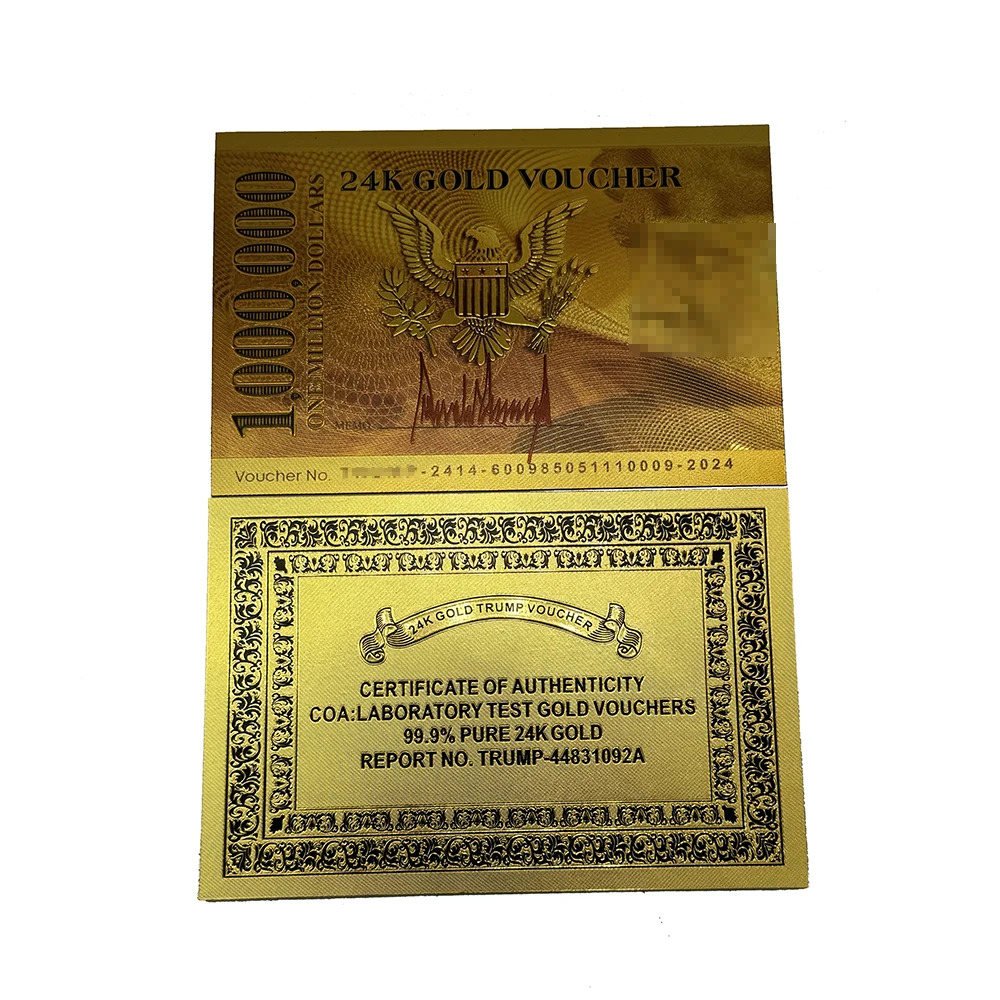 1,000,000
ONE MILLION DOLLARS
24K GOLD VOUCHER
MEMO
Voucher No. -2414-600985051110009-2024
24K GOLD TRUMP VOUCHER
CERTIFICATE OF AUTHENTICITY
COA:LABORATORY TEST GOLD VOUCHERS
99.9% PURE 24K GOLD
REPORT NO. TRUMP-44831092A